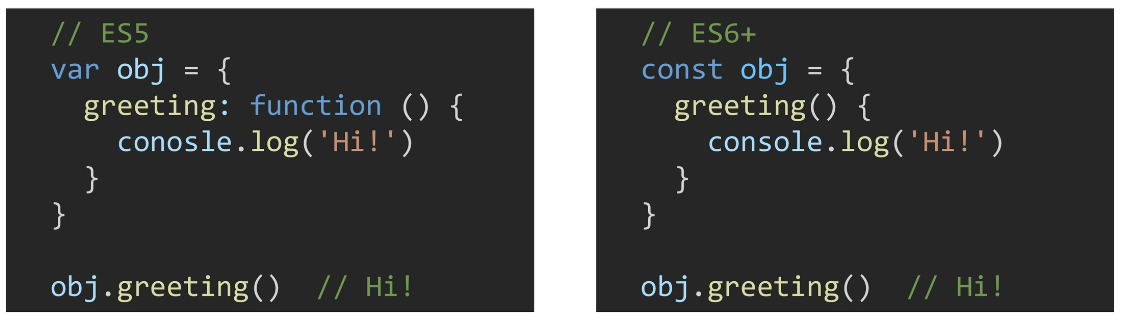 // ES5
var obj = {
  greeting: function () {
    conosle.log('Hi!')
  }
}
obj.greeting()  // Hi!
// ES6+
const obj = {
  greeting() {
    console.log('Hi!')
  }
}
obj.greeting()  // Hi!